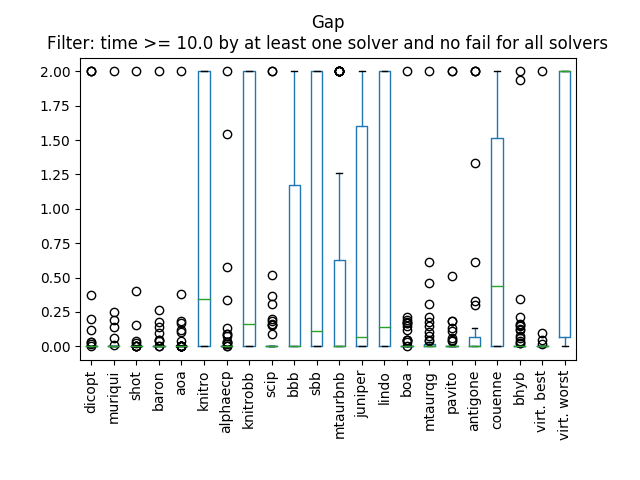 Gap
Filter: time >= 10.0 by at least one solver and no fail for all solvers
2.00
1.75
1.50
1.25
1.00
0.75
0.50
0.25
0.00
dicopt
muriqui
shot
baron
aoa
knitro
alphaecp
knitrobb
scip
bbb
sbb
mtaurbnb
juniper
lindo
boa
mtaurqg
pavito
antigone
couenne
bhyb
virt. best
virt. worst